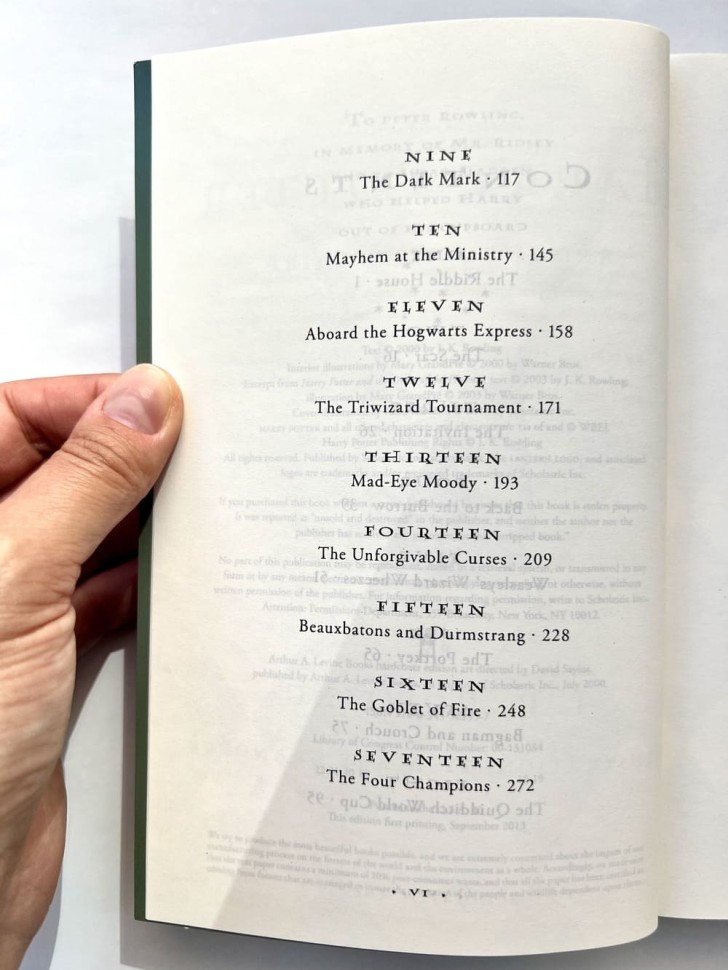 NINE
The Dark Mark · 117
TEN
Mayhem at the Ministry · 145
ELEVEN
Aboard the Hogwarts Express · 158
TWELVE
The Triwizard Tournament · 171
THIRTEEN
Mad-Eye Moody · 193
FOURTEEN
The Unforgivable Curses · 209
FIFTEEN
Beauxbatons and Durmstrang · 228
SIXTEEN
The Goblet of Fire · 248
SEVENTEEN
The Four Champions · 272
· VI ·